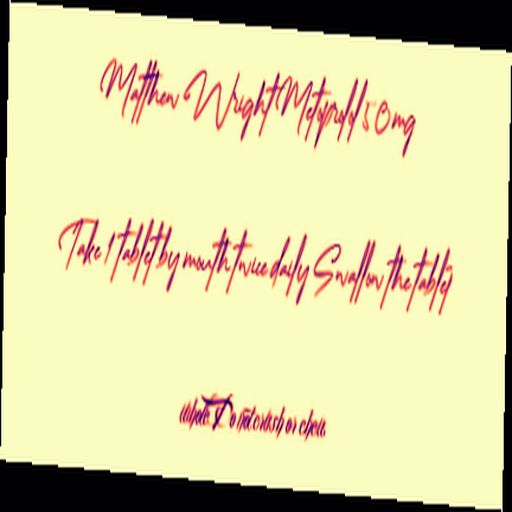 Matthew Wright Metoprolol 50mg
Take 1 tablet by mouth twice daily Swallow the tablet
whole Do not crush or chew